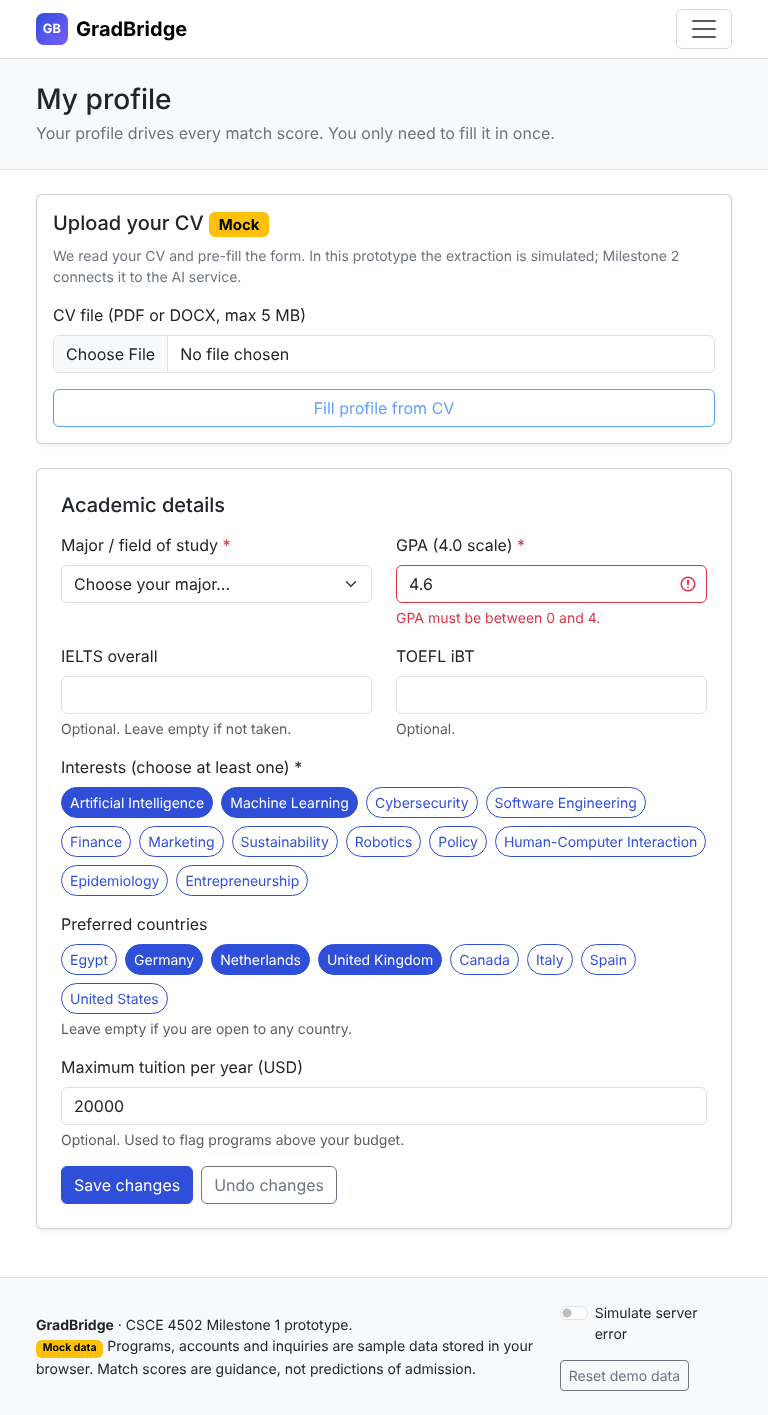 GB GradBridge
My profile
Your profile drives every match score. You only need to fill it in once.
Upload your CV Mock
We read your CV and pre-fill the form. In this prototype the extraction is simulated; Milestone 2
connects it to the AI service.
CV file (PDF or DOCX, max 5 MB)
Choose File No file chosen
Fill profile from CV
Academic details
Major / field of study * GPA (4.0 scale) *
Choose your major... 4.6
GPA must be between 0 and 4.
IELTS overall TOEFL iBT
Optional. Leave empty if not taken. Optional.
Interests (choose at least one) *
Artificial Intelligence Machine Learning Cybersecurity Software Engineering
Finance Marketing Sustainability Robotics Policy Human-Computer Interaction
Epidemiology Entrepreneurship
Preferred countries
Egypt Germany Netherlands United Kingdom Canada Italy Spain
United States
Leave empty if you are open to any country.
Maximum tuition per year (USD)
20000
Optional. Used to flag programs above your budget.
Save changes Undo changes
GradBridge · CSCE 4502 Milestone 1 prototype.
Mock data Programs, accounts and inquiries are sample data stored in your
browser. Match scores are guidance, not predictions of admission.
Simulate server
error
Reset demo data